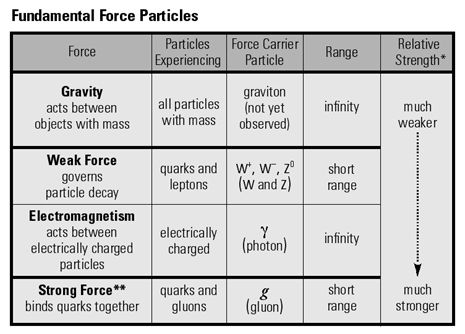 Fundamental Force Particles
Force
Particles
Experiencing
Force Carrier
Particle
Range
Relative
Strength*
Gravity
acts between
objects with mass
all particles
with mass
graviton
(not yet
observed)
infinity
much
weaker
Weak Force
governs
particle decay
quarks and
leptons
W⁺, W⁻, Z⁰
(W and Z)
short
range
Electromagnetism
acts between
electrically charged
particles
electrically
charged
γ
(photon)
infinity
Strong Force**
binds quarks together
quarks and
gluons
g
(gluon)
short
range
much
stronger